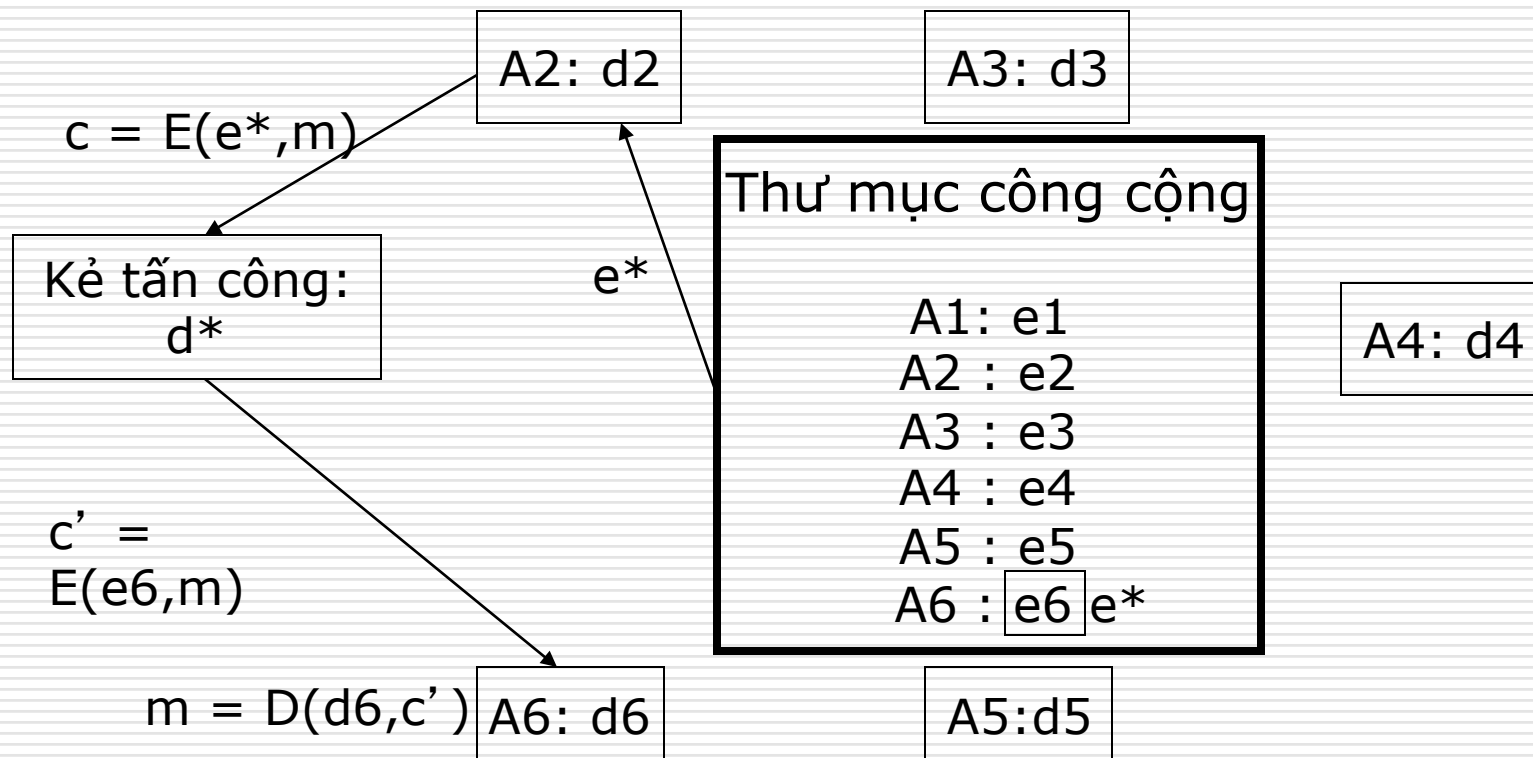 A2: d2
A3: d3
c = E(e*,m)
Thư mục công cộng
Kẻ tấn công:
d*
e*
A1: e1
A2 : e2
A3 : e3
A4 : e4
A5 : e5
A6 : e6 e*
A4: d4
c’ =
E(e6,m)
m = D(d6,c’ )
A6: d6
A5:d5